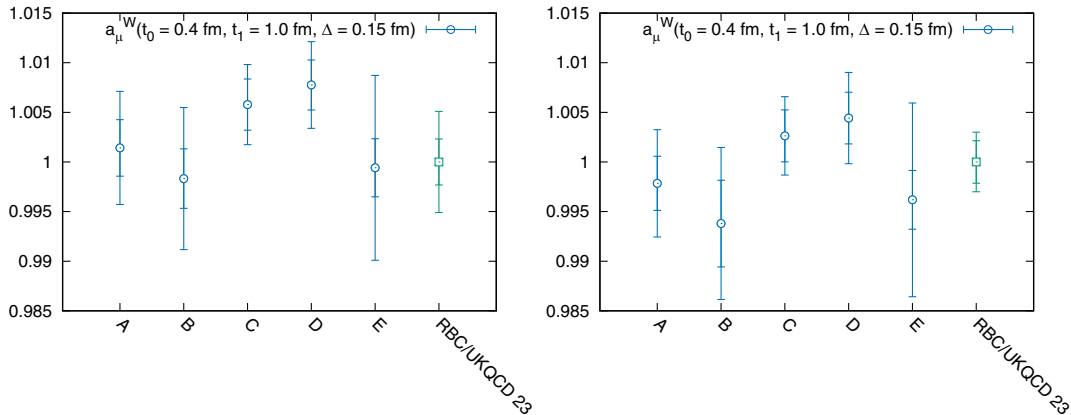 1.015
a_μ^W(t_0 = 0.4 fm, t_1 = 1.0 fm, Δ = 0.15 fm)
1.01
1.005
1
0.995
0.99
0.985
A
B
C
D
E
RBC/UKQCD 23
1.015
a_μ^W(t_0 = 0.4 fm, t_1 = 1.0 fm, Δ = 0.15 fm)
1.01
1.005
1
0.995
0.99
0.985
A
B
C
D
E
RBC/UKQCD 23